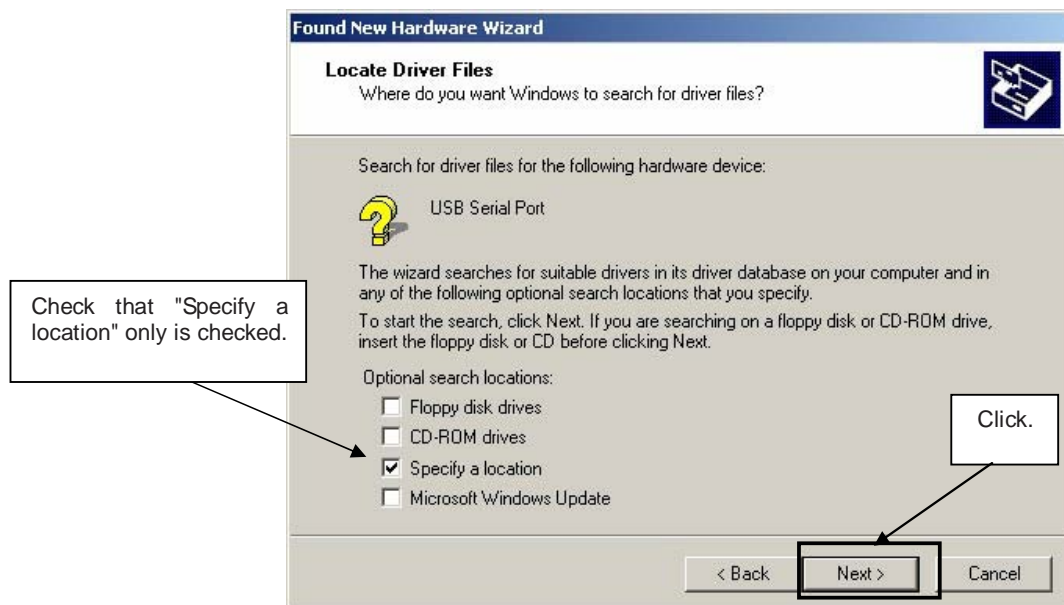 Found New Hardware Wizard
Locate Driver Files
Where do you want Windows to search for driver files?
Search for driver files for the following hardware device:
USB Serial Port
The wizard searches for suitable drivers in its driver database on your computer and in
any of the following optional search locations that you specify.
To start the search, click Next. If you are searching on a floppy disk or CD-ROM drive,
insert the floppy disk or CD before clicking Next.
Check that "Specify a
location" only is checked.
Optional search locations:
Floppy disk drives
CD-ROM drives
Specify a location
Microsoft Windows Update
Click.
< Back
Next >
Cancel